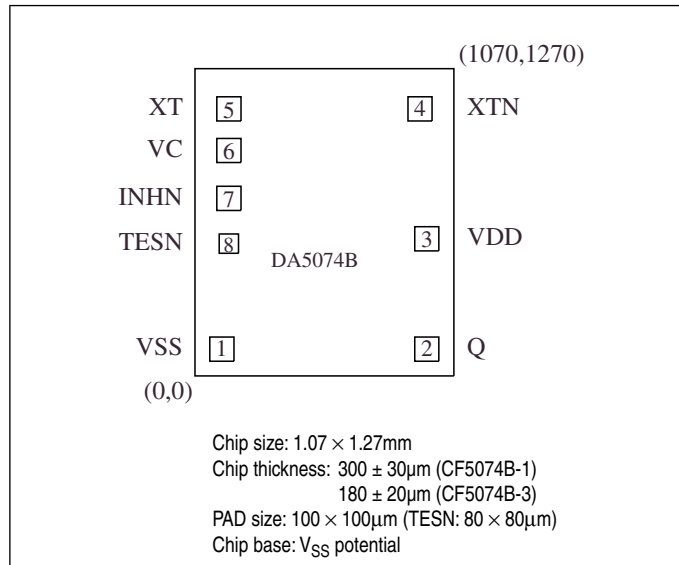 (1070,1270)
XT 5 4 XTN
VC 6
INHN 7
TESN 8 3 VDD
DA5074B
VSS 1 2 Q
(0,0)
Chip size: 1.07 × 1.27mm
Chip thickness: 300 ± 30µm (CF5074B-1)
180 ± 20µm (CF5074B-3)
PAD size: 100 × 100µm (TESN: 80 × 80µm)
Chip base: VSS potential